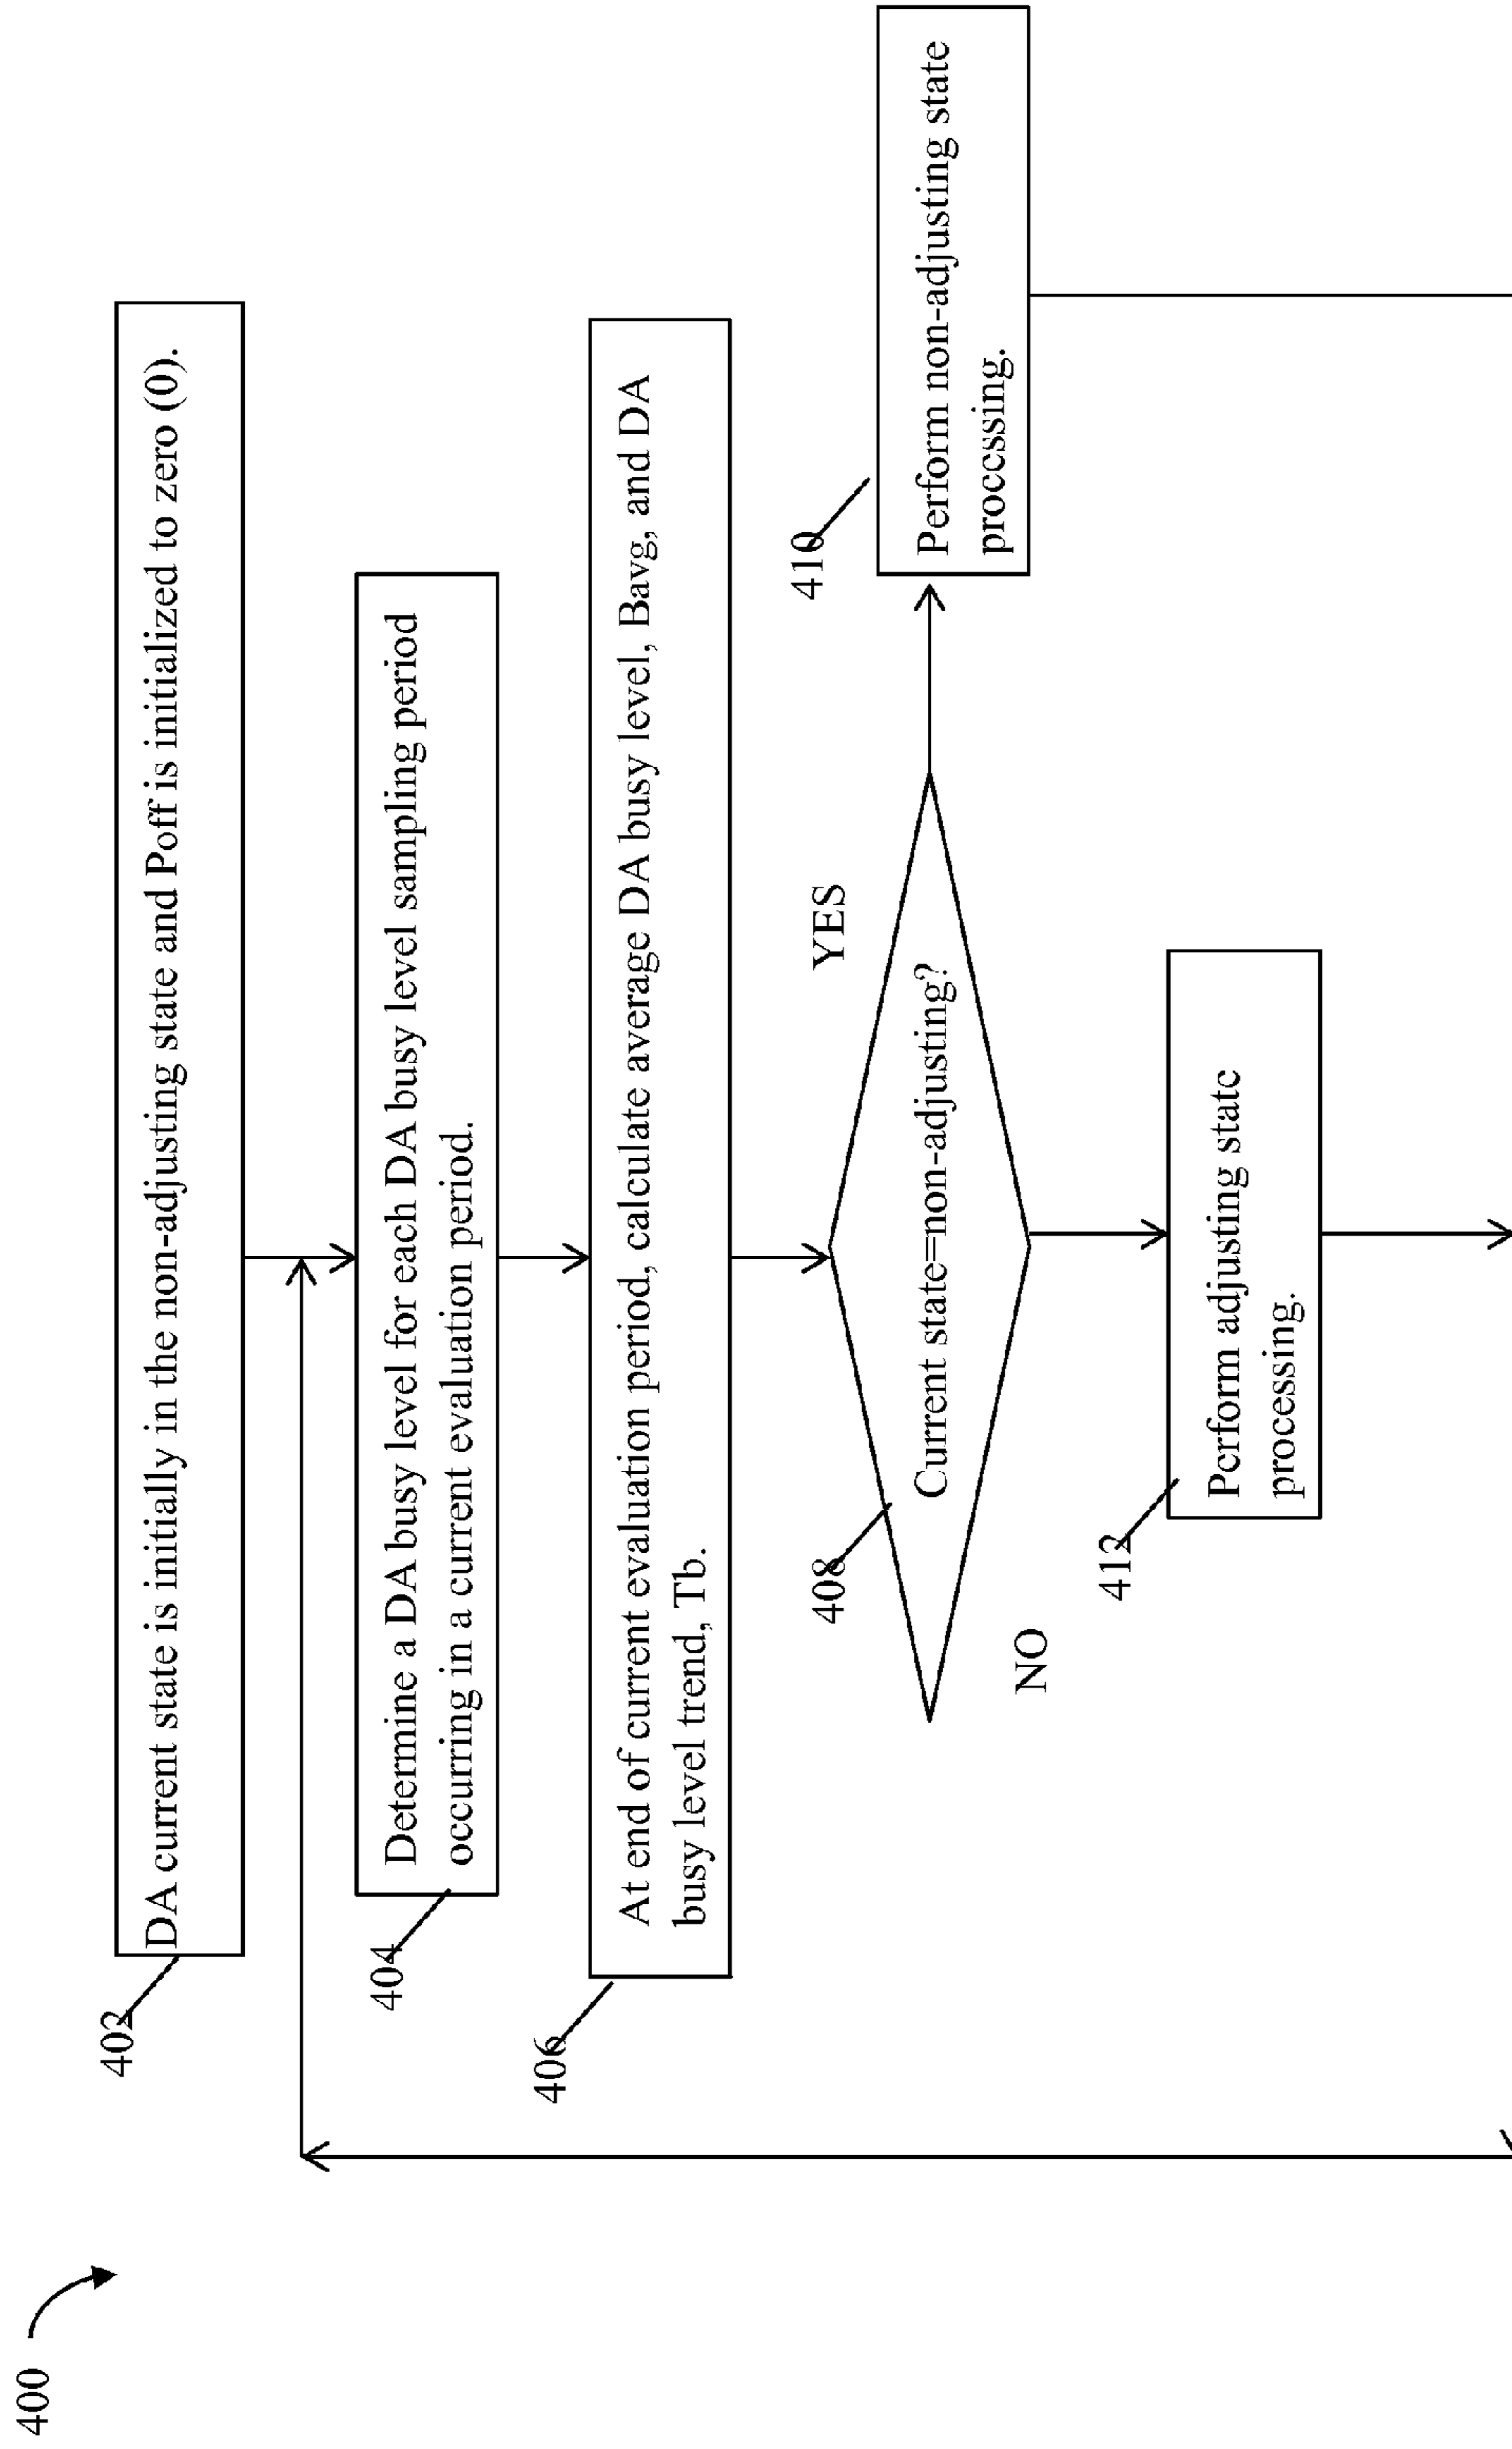 400
402
DA current state is initially in the non-adjusting state and Poff is initialized to zero (0).
404
Determine a DA busy level for each DA busy level sampling period
occurring in a current evaluation period.
406
At end of current evaluation period, calculate average DA busy level, Bavg, and DA
busy level trend, Tb.
408
Current state=non-adjusting?
YES
410
Perform non-adjusting state
processing.
NO
412
Perform adjusting state
processing.